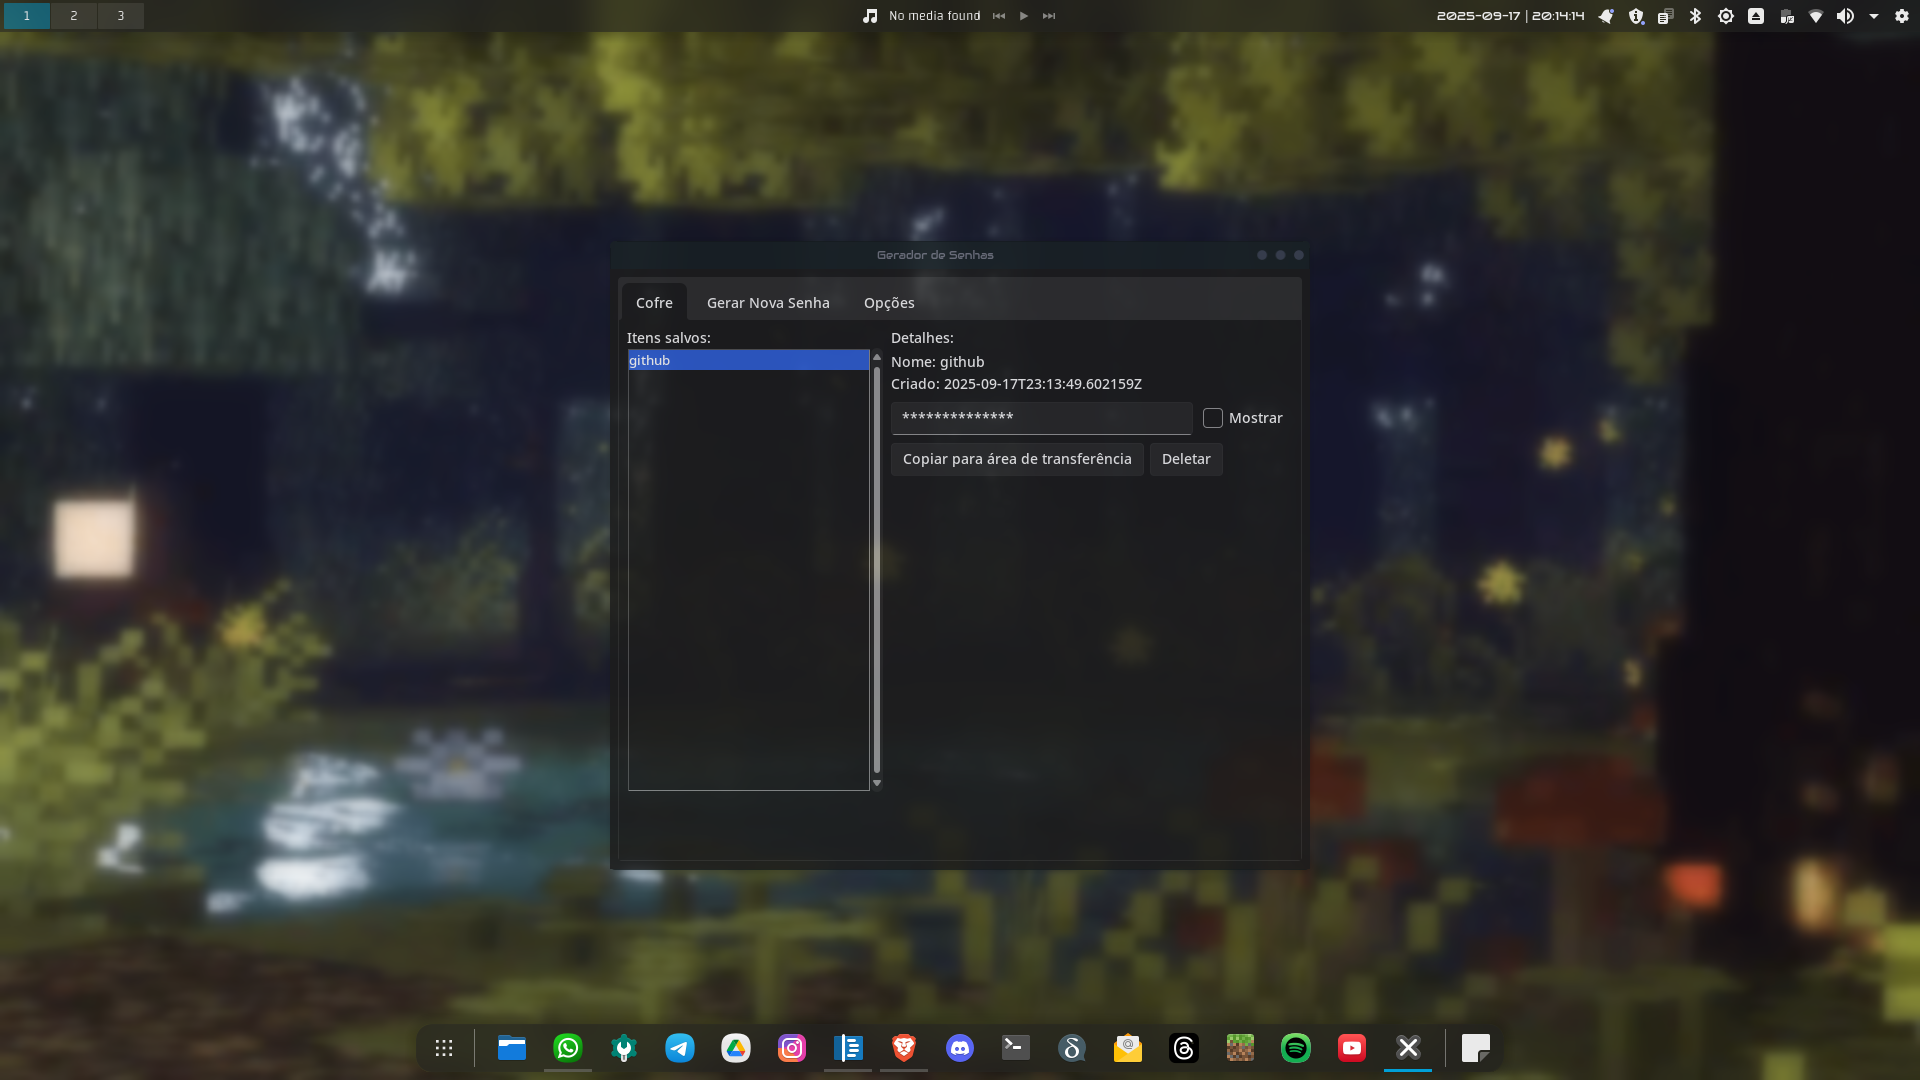 1 2 3
No media found
2025-09-17 | 20:14:14
Gerador de Senhas
Cofre Gerar Nova Senha Opções
Itens salvos:
github
Detalhes:
Nome: github
Criado: 2025-09-17T23:13:49.602159Z
**************
Mostrar
Copiar para área de transferência
Deletar